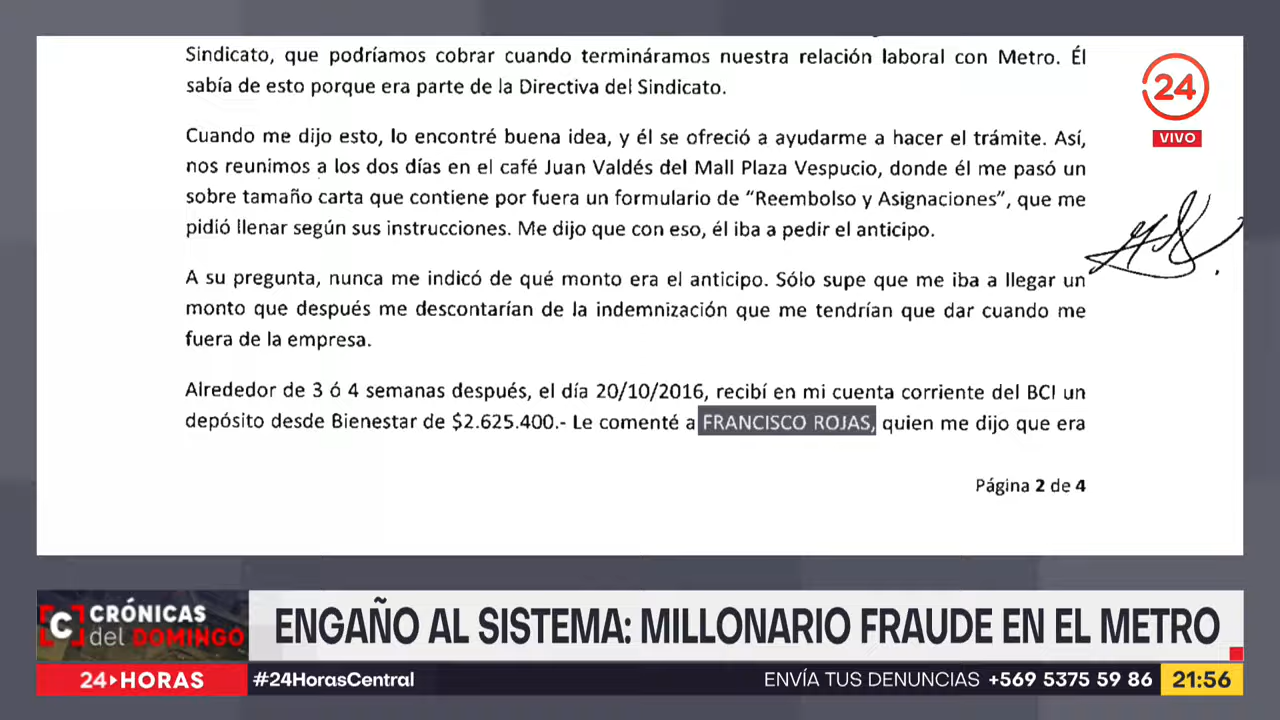 Sindicato, que podríamos cobrar cuando termináramos nuestra relación laboral con Metro. Él
sabía de esto porque era parte de la Directiva del Sindicato.
24
VIVO
Cuando me dijo esto, lo encontré buena idea, y él se ofreció a ayudarme a hacer el trámite. Así,
nos reunimos a los dos días en el café Juan Valdés del Mall Plaza Vespucio, donde él me pasó un
sobre tamaño carta que contiene por fuera un formulario de “Reembolso y Asignaciones”, que me
pidió llenar según sus instrucciones. Me dijo que con eso, él iba a pedir el anticipo.
A su pregunta, nunca me indicó de qué monto era el anticipo. Sólo supe que me iba a llegar un
monto que después me descontarían de la indemnización que me tendrían que dar cuando me
fuera de la empresa.
Alrededor de 3 ó 4 semanas después, el día 20/10/2016, recibí en mi cuenta corriente del BCI un
depósito desde Bienestar de $2.625.400.- Le comenté a FRANCISCO ROJAS, quien me dijo que era
Página 2 de 4
C CRÓNICAS
del DOMINGO
ENGAÑO AL SISTEMA: MILLONARIO FRAUDE EN EL METRO
24 HORAS
#24HorasCentral
ENVÍA TUS DENUNCIAS +569 5375 59 86
21:56